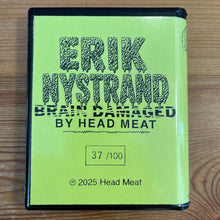 ERIK
NYSTRAND
BRAIN DAMAGED
BY HEAD MEAT
37/100
℗ 2025 Head Meat